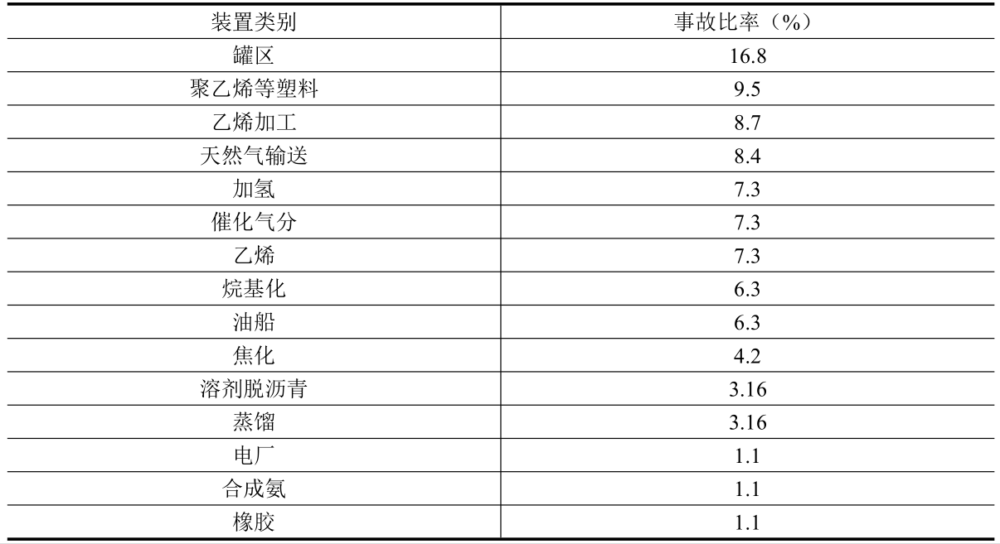 装置类别 事故比率（%）
罐区 16.8
聚乙烯等塑料 9.5
乙烯加工 8.7
天然气输送 8.4
加氢 7.3
催化气分 7.3
乙烯 7.3
烷基化 6.3
油船 6.3
焦化 4.2
溶剂脱沥青 3.16
蒸馏 3.16
电厂 1.1
合成氨 1.1
橡胶 1.1